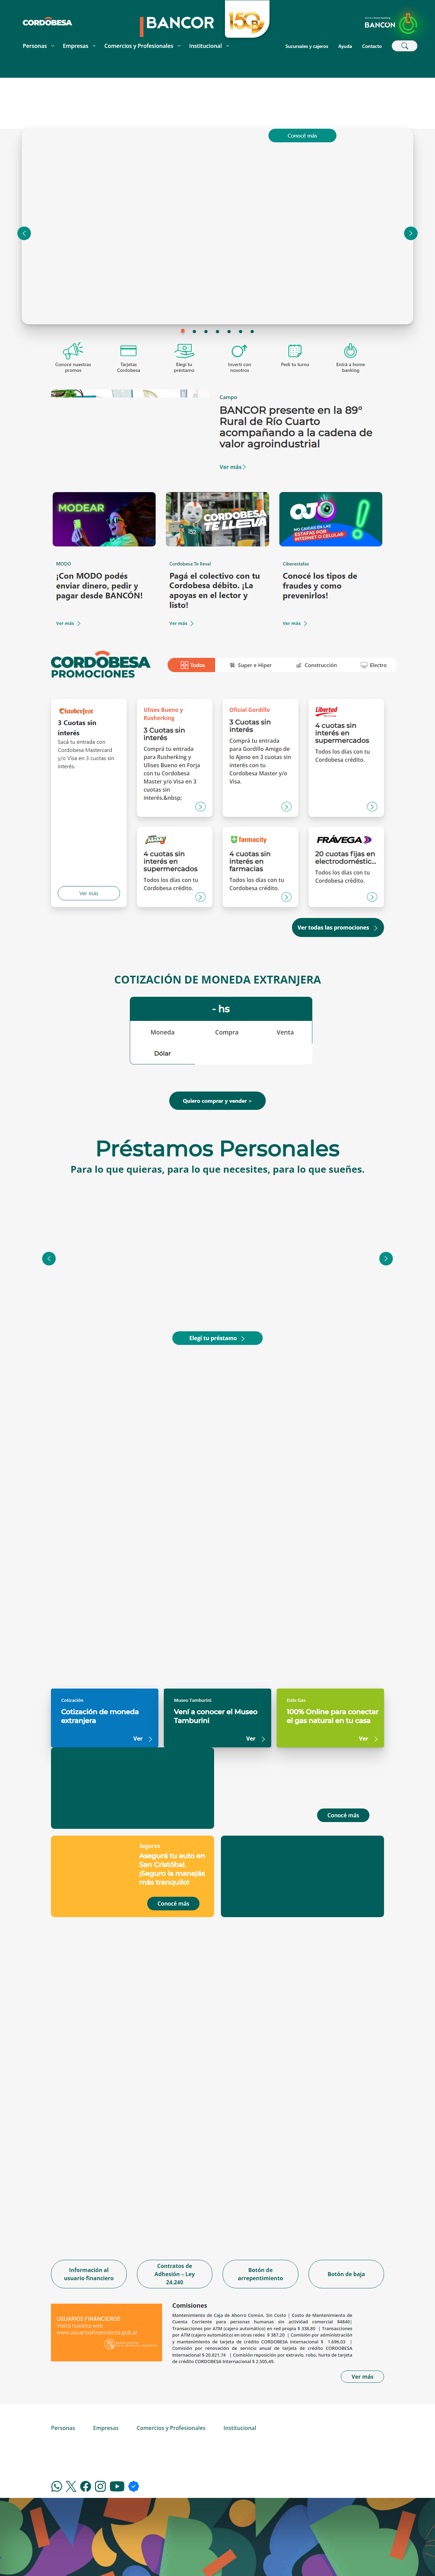 CORDOBESA
BANCOR
150
BANCON
Personas
Empresas
Comercios y Profesionales
Institucional
Sucursales y cajeros
Ayuda
Contacto
Conocé más
Conocé nuestras promos
Tarjetas Cordobesa
Elegí tu préstamo
Invertí con nosotros
Pedí tu turno
Entrá a home banking
Campo
BANCOR presente en la 89°
Rural de Río Cuarto
acompañando a la cadena de
valor agroindustrial
Ver más
MODEAR
CORDOBESA
TE LLEVA
OJO
NO CAIGAS EN LAS
ESTAFAS POR
INTERNET O CELULAR
MODO
¡Con MODO podés
enviar dinero, pedir y
pagar desde BANCÓN!
Ver más
Cordobesa Te lleva!
Pagá el colectivo con tu
Cordobesa débito. ¡La
apoyas en el lector y
listo!
Ver más
Ciberestafas
Conocé los tipos de
fraudes y como
prevenirlos!
Ver más
CORDOBESA
PROMOCIONES
Todos
Super e Hiper
Construcción
Electro
Oktoberfest
3 Cuotas sin
interés
Sacá tu entrada con
Cordobesa Mastercard
y/o Visa en 3 cuotas sin
interés.
Ver más
Ulises Bueno y
Rusherking
3 Cuotas sin
interés
Comprá tu entrada
para Rusherking y
Ulises Bueno en Forja
con tu Cordobesa
Master y/o Visa en 3
cuotas sin
interés.&nbsp;
Oficial Gordillo
3 Cuotas sin
interés
Comprá tu entrada
para Gordillo Amigo de
lo Ajeno en 3 cuotas sin
interés con tu
Cordobesa Master y/o
Visa.
Libertad
4 cuotas sin
interés en
supermercados
Todos los días con tu
Cordobesa crédito.
4 cuotas sin
interés en
supermercados
Todos los días con tu
Cordobesa crédito.
farmacity
4 cuotas sin
interés en
farmacias
Todos los días con tu
Cordobesa crédito.
FRÁVEGA
20 cuotas fijas en
electrodoméstic...
Todos los días con tu
Cordobesa crédito.
Ver todas las promociones
COTIZACIÓN DE MONEDA EXTRANJERA
- hs
Moneda
Compra
Venta
Dólar
Quiero comprar y vender >
Préstamos Personales
Para lo que quieras, para lo que necesites, para lo que sueñes.
Elegí tu préstamo
Cotización
Cotización de moneda
extranjera
Ver
Museo Tamburini
Vení a conocer el Museo
Tamburini
Ver
Dale Gas
100% Online para conectar
el gas natural en tu casa
Ver
Conocé más
Seguros
Asegurá tu auto en
San Cristóbal.
¡Seguro la manejás
más tranquilo!
Conocé más
Información al
usuario financiero
Contratos de
Adhesión – Ley
24.240
Botón de
arrepentimiento
Botón de baja
USUARIOS FINANCIEROS
Visitá nuestra web
www.usuariosfinancieros.gob.ar
Comisiones
Mantenimiento de Caja de Ahorro Común, Sin Costo | Costo de Mantenimiento de
Cuenta Corriente para personas humanas sin actividad comercial $4840|
Transacciones por ATM (cajero automático) en red propia $ 338,80 | Transacciones
por ATM (cajero automático) en otras redes $ 387,20 | Comisión por administración
y mantenimiento de tarjeta de crédito CORDOBESA Internacional $ 1.696,03 |
Comisión por renovación de servicio anual de tarjeta de crédito CORDOBESA
Internacional $ 20.821,74 | Comisión reposición por extravío, robo, hurto de tarjeta
de crédito CORDOBESA Internacional $ 2.505,49.
Ver más
Personas
Empresas
Comercios y Profesionales
Institucional